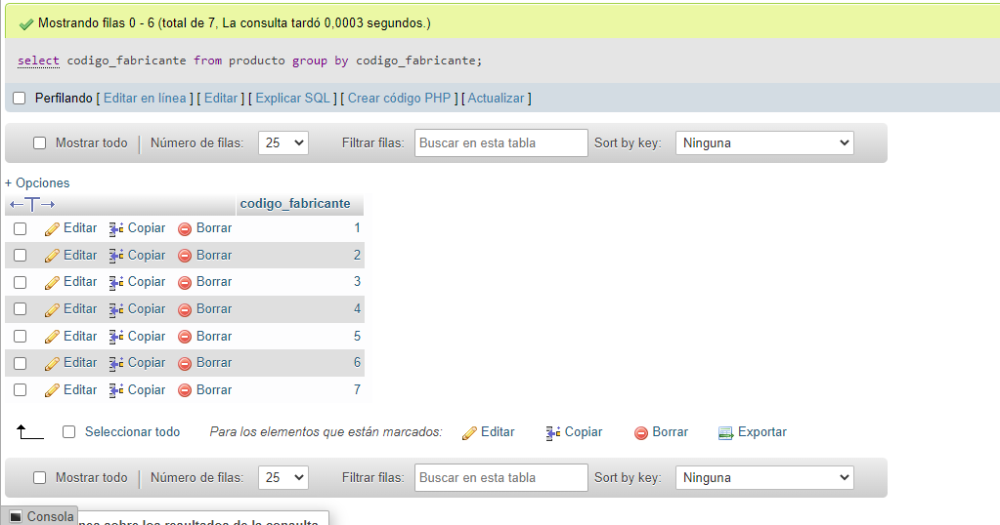 Mostrando filas 0 - 6 (total de 7, La consulta tardó 0,0003 segundos.)
select codigo_fabricante from producto group by codigo_fabricante;
Perfilando [ Editar en línea ] [ Editar ] [ Explicar SQL ] [ Crear código PHP ] [ Actualizar ]
Mostrar todo Número de filas: 25 Filtrar filas: Buscar en esta tabla Sort by key: Ninguna
+ Opciones
←T→ codigo_fabricante
Editar Copiar Borrar 1
Editar Copiar Borrar 2
Editar Copiar Borrar 3
Editar Copiar Borrar 4
Editar Copiar Borrar 5
Editar Copiar Borrar 6
Editar Copiar Borrar 7
Seleccionar todo Para los elementos que están marcados: Editar Copiar Borrar Exportar
Mostrar todo Número de filas: 25 Filtrar filas: Buscar en esta tabla Sort by key: Ninguna
Consola sobre los resultados de la consulta